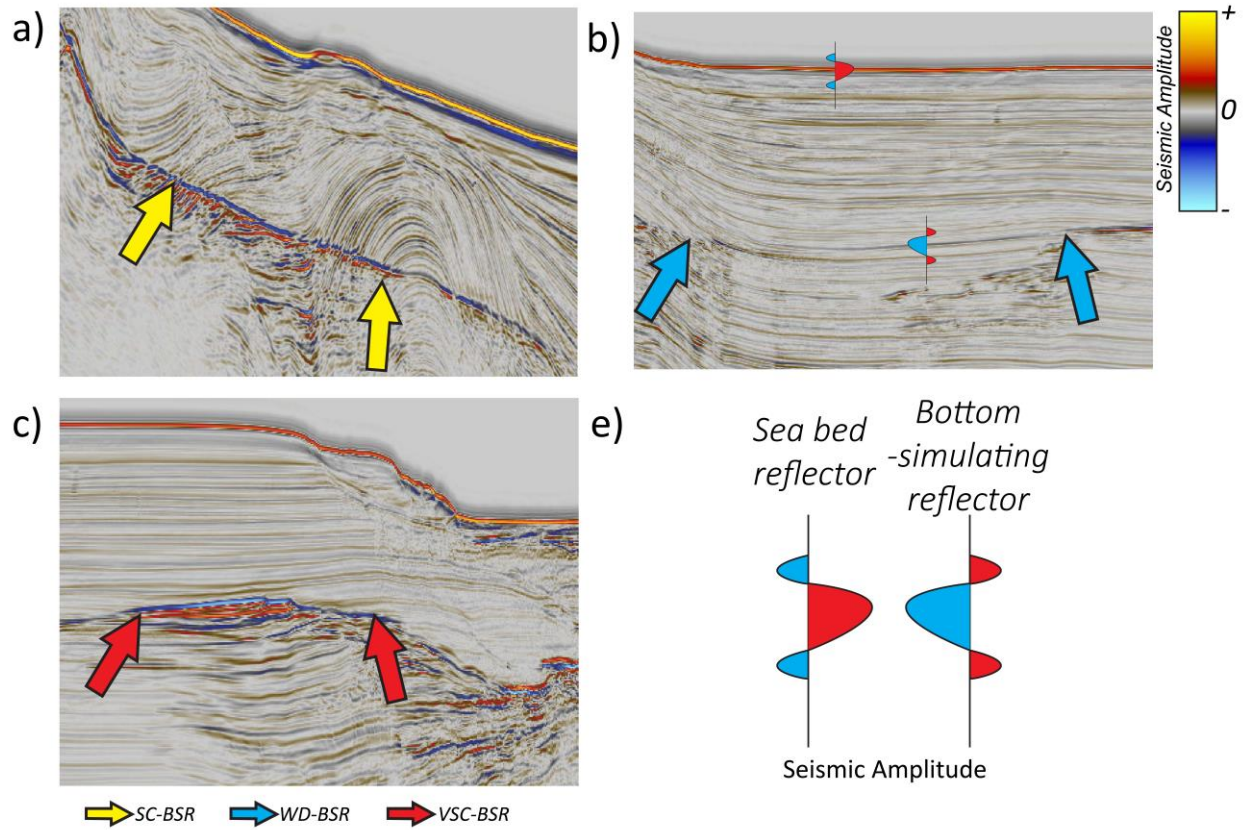 a)
b)
+
0
-
Seismic Amplitude
c)
e)
Sea bed
reflector
Bottom
-simulating
reflector
Seismic Amplitude
SC-BSR
WD-BSR
VSC-BSR